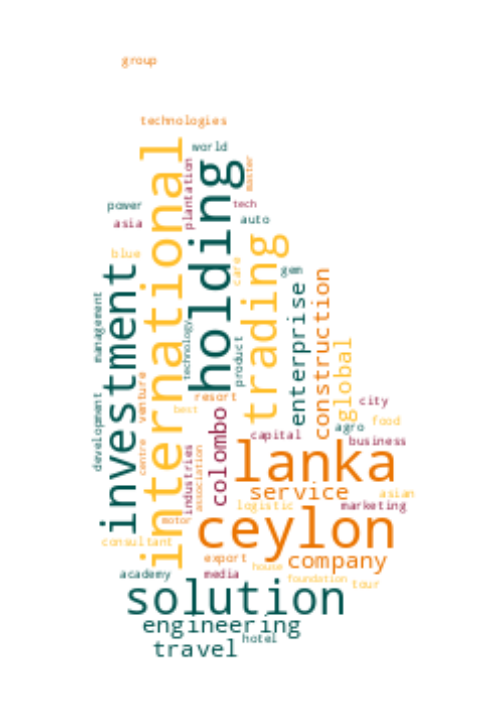 group
technologies
international
world
holding
plantation
master
power
tech
asia
auto
trading
blue
care
gem
investment
enterprise
construction
management
technology
product
global
venture
resort
development
best
colombo
city
food
agro
capital
business
centre
industries
association
lanka
service
asian
logistic
marketing
motor
ceylon
consultant
export
company
house
academy
media
foundation
tour
solution
engineering
hotel
travel